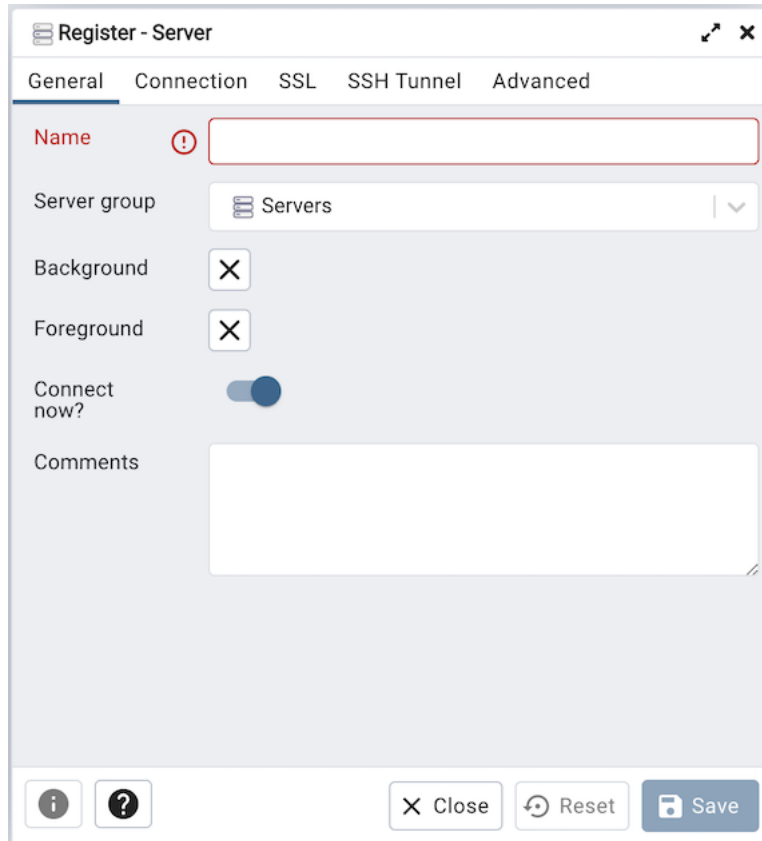 Register - Server
General Connection SSL SSH Tunnel Advanced
Name
Server group Servers
Background
Foreground
Connect
now?
Comments
Close Reset Save